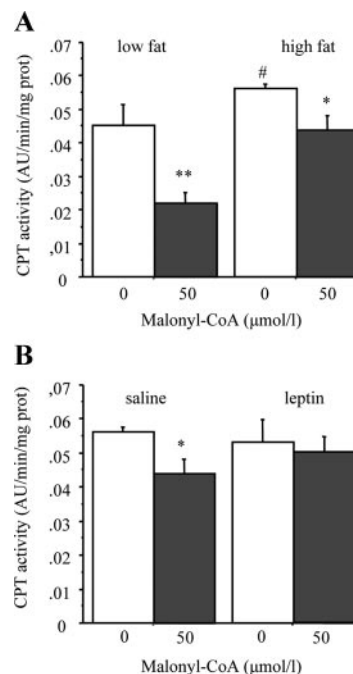 A
low fat high fat
CPT activity (AU/min/mg prot)
.07
.06
.05
.04
.03
.02
,01
0
**
#
*
0 50 0 50
Malonyl-CoA (μmol/l)
B
saline leptin
CPT activity (AU/min/mg prot)
,07
.06
.05
.04
.03
.02
.01
0
*
0 50 0 50
Malonyl-CoA (μmol/l)